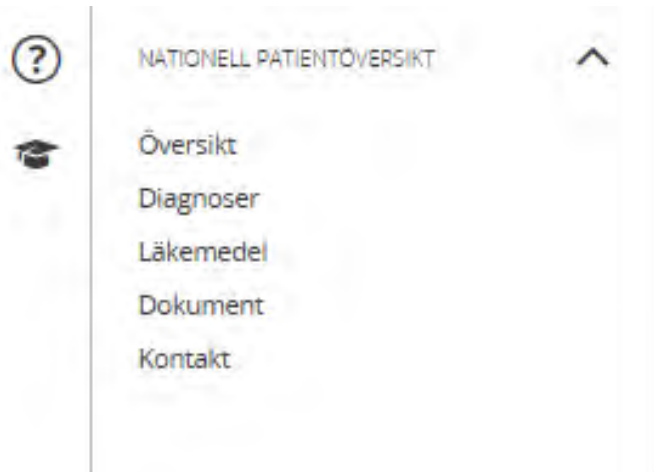 NATIONELL PATIENTÖVERSIKT
Översikt
Diagnoser
Läkemedel
Dokument
Kontakt